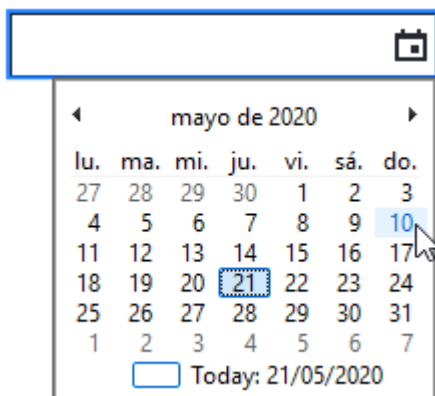 mayo de 2020
lu. ma. mi. ju. vi. sá. do.
27 28 29 30 1 2 3
4 5 6 7 8 9 10
11 12 13 14 15 16 17
18 19 20 21 22 23 24
25 26 27 28 29 30 31
1 2 3 4 5 6 7
Today: 21/05/2020